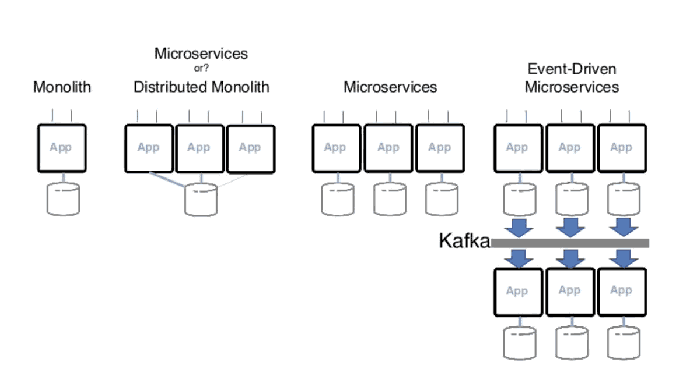 Monolith
Microservices
or?
Distributed Monolith
Microservices
Event-Driven
Microservices
App
App
App
App
App
App
App
App
App
App
Kafka
App
App
App